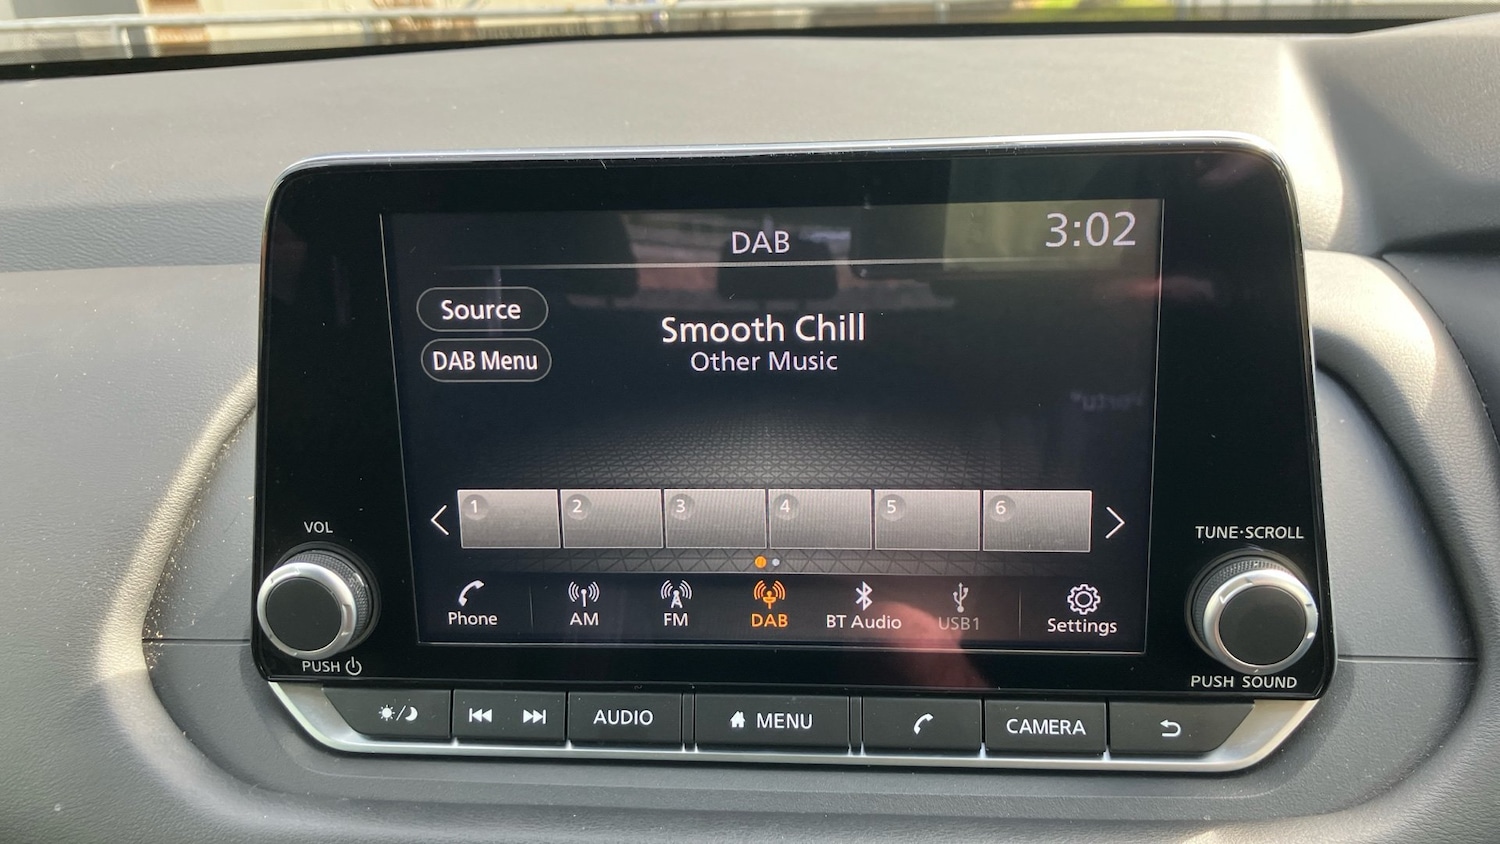 DAB
3:02
Source
DAB Menu
Smooth Chill
Other Music
1
2
3
4
5
6
VOL
TUNE·SCROLL
Phone
AM
FM
DAB
BT Audio
USB1
Settings
PUSH
PUSH SOUND
AUDIO
MENU
CAMERA